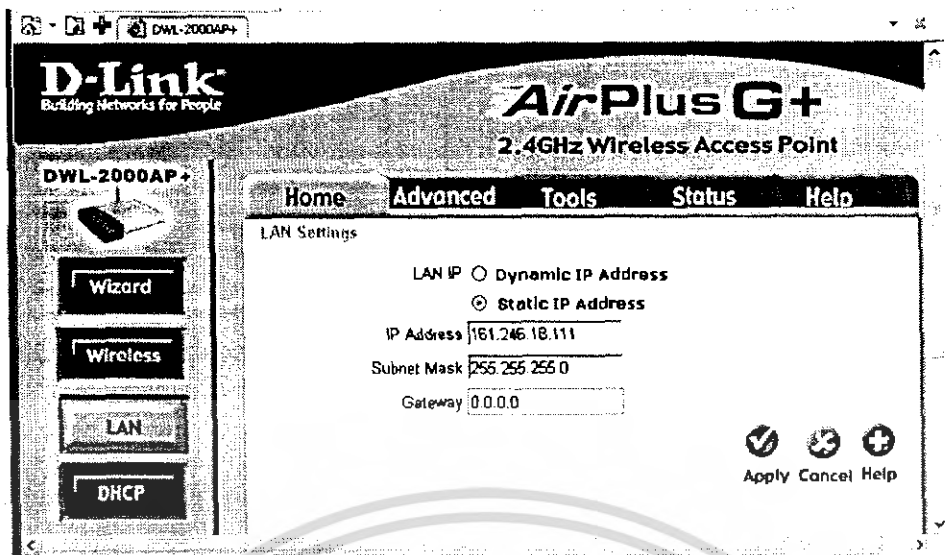 DWL-2000AP+
D-Link
Building Networks for People
AirPlus G+
2.4GHz Wireless Access Point
DWL-2000AP+
Home Advanced Tools Status Help
LAN Settings
Wizard
Wireless
LAN
DHCP
LAN IP Dynamic IP Address
Static IP Address
IP Address 161.246.18.111
Subnet Mask 255.255.255.0
Gateway 0.0.0.0
Apply Cancel Help